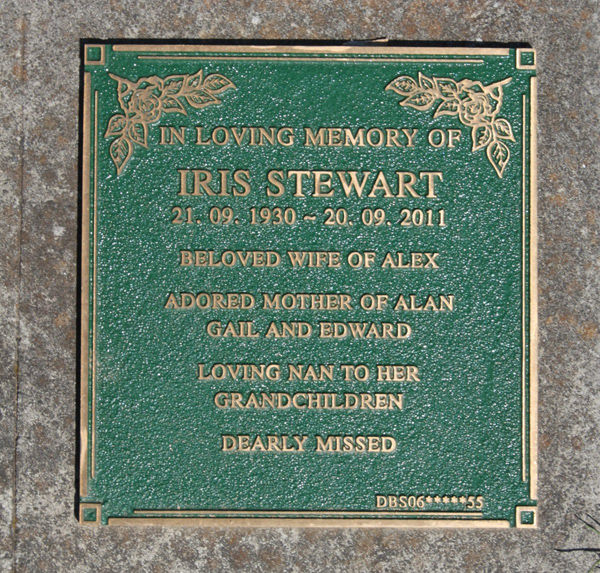 IN LOVING MEMORY OF
IRIS STEWART
21. 09. 1930 ~ 20. 09. 2011
BELOVED WIFE OF ALEX
ADORED MOTHER OF ALAN
GAIL AND EDWARD
LOVING NAN TO HER
GRANDCHILDREN
DEARLY MISSED
DBS06*****55